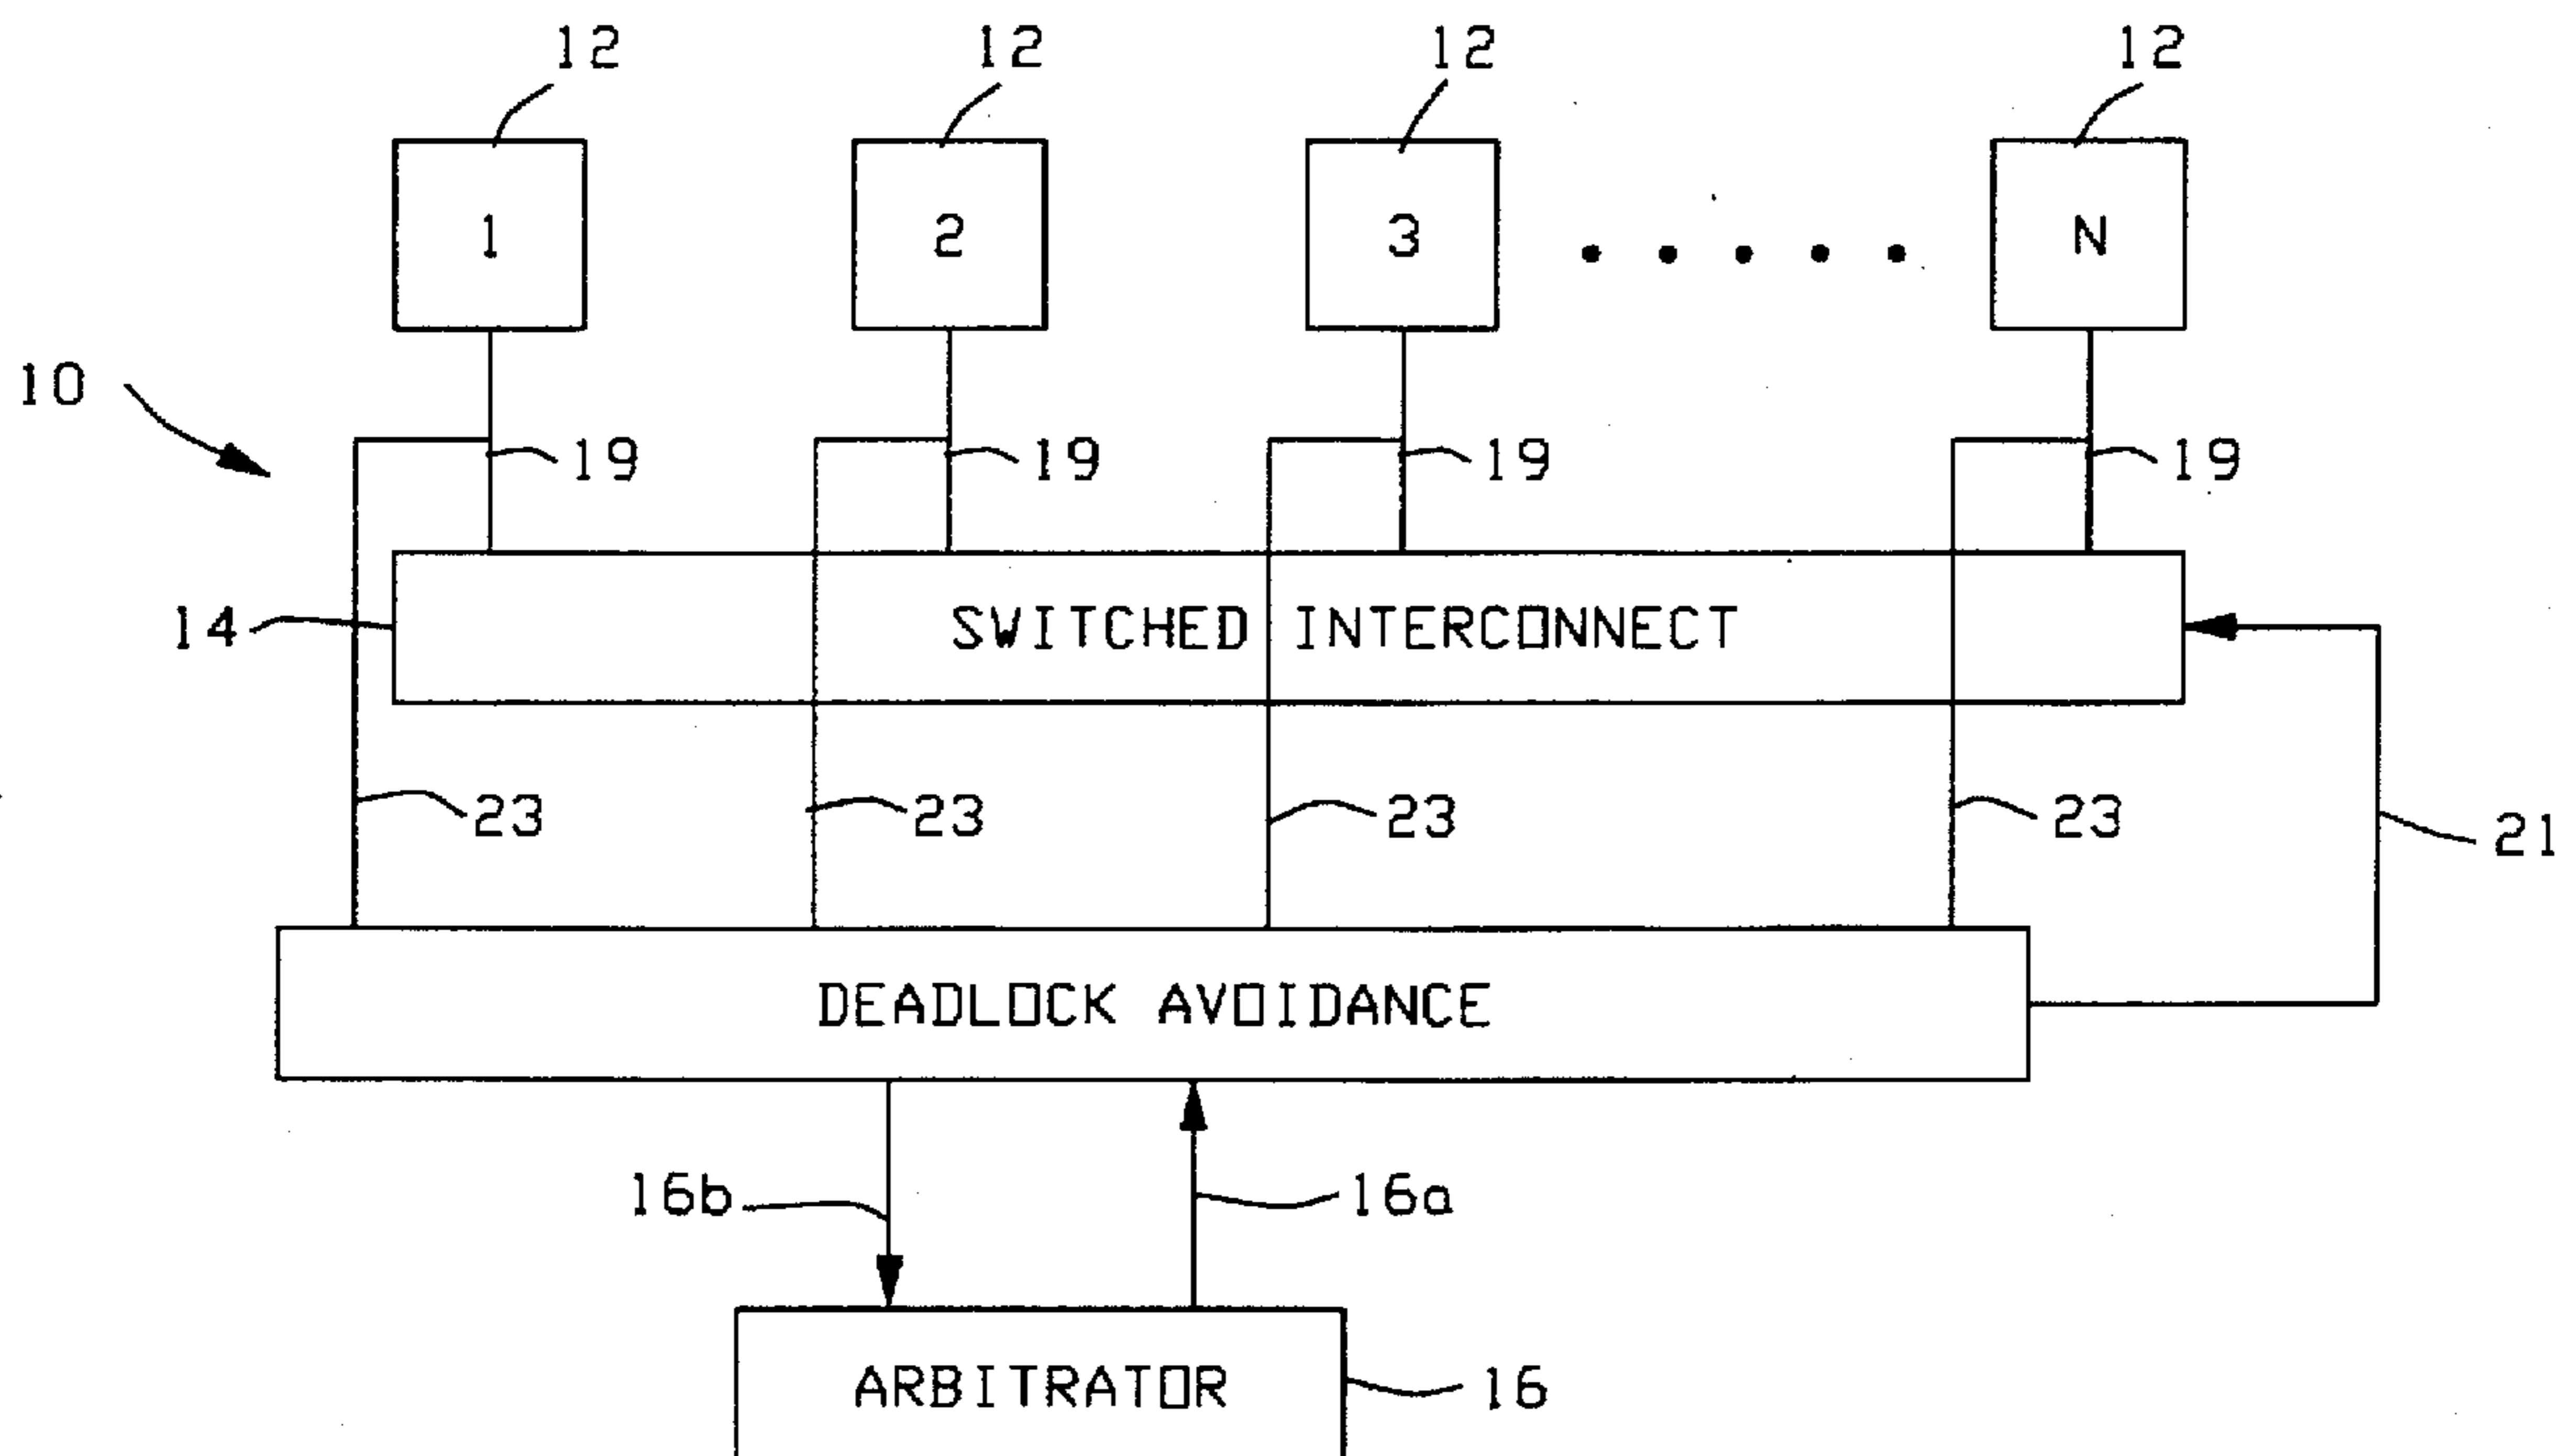 12 12 12 12
1 2 3 N
10
19 19 19 19
14 SWITCHED INTERCONNECT
23 23 23 23 21
DEADLOCK AVOIDANCE
16b 16a
ARBITRATOR 16